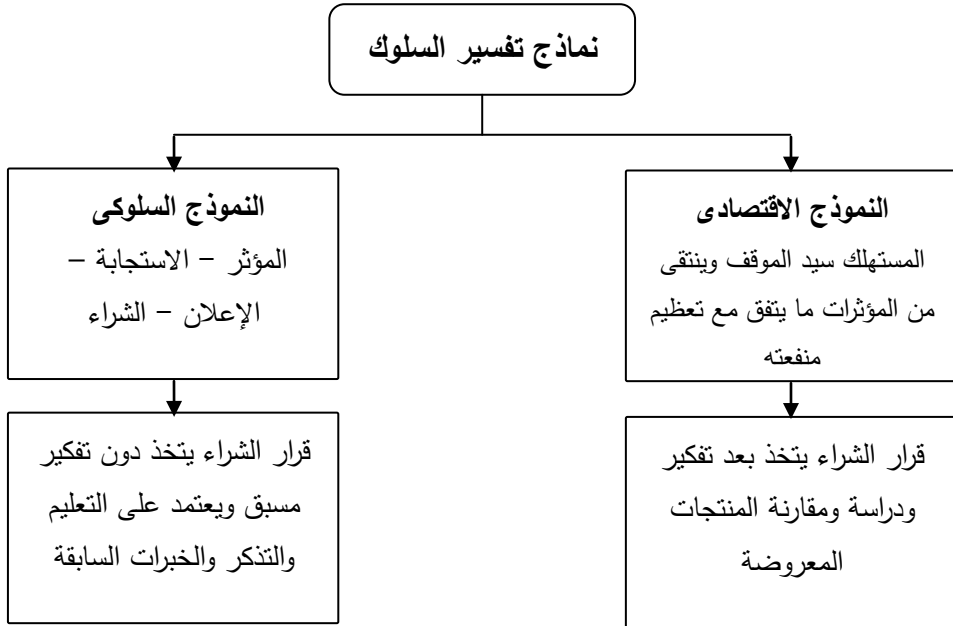 نماذج تفسير السلوك
النموذج الاقتصادى
المستهلك سيد الموقف وينتقى
من المؤثرات ما يتفق مع تعظيم
منفعته
قرار الشراء يتخذ بعد تفكير
ودراسة ومقارنة المنتجات
المعروضة
النموذج السلوكى
المؤثر – الاستجابة –
الإعلان – الشراء
قرار الشراء يتخذ دون تفكير
مسبق ويعتمد على التعليم
والتذكر والخبرات السابقة